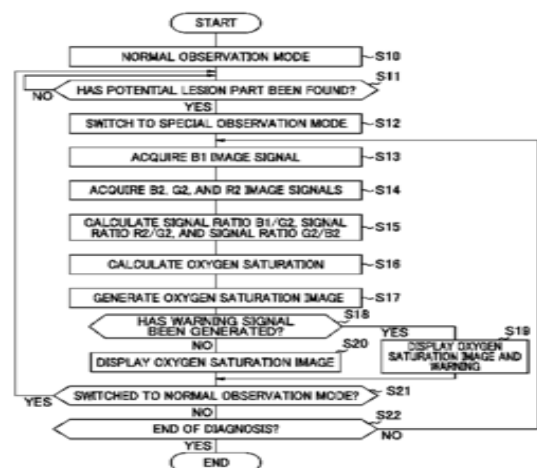 START
NORMAL OBSERVATION MODE
S10
S11
HAS POTENTIAL LESION PART BEEN FOUND?
NO
YES
SWITCH TO SPECIAL OBSERVATION MODE
S12
ACQUIRE B1 IMAGE SIGNAL
S13
ACQUIRE B2, G2, AND R2 IMAGE SIGNALS
S14
CALCULATE SIGNAL RATIO B1/G2, SIGNAL
RATIO R2/G2, AND SIGNAL RATIO G2/B2
S15
CALCULATE OXYGEN SATURATION
S16
GENERATE OXYGEN SATURATION IMAGE
S17
S18
HAS WARNING SIGNAL
BEEN GENERATED?
YES
S19
NO
S20
DISPLAY OXYGEN SATURATION IMAGE
DISPLAY OXYGEN
SATURATION IMAGE AND
WARNING
SWITCHED TO NORMAL OBSERVATION MODE?
S21
YES
NO
S22
END OF DIAGNOSIS?
NO
YES
END